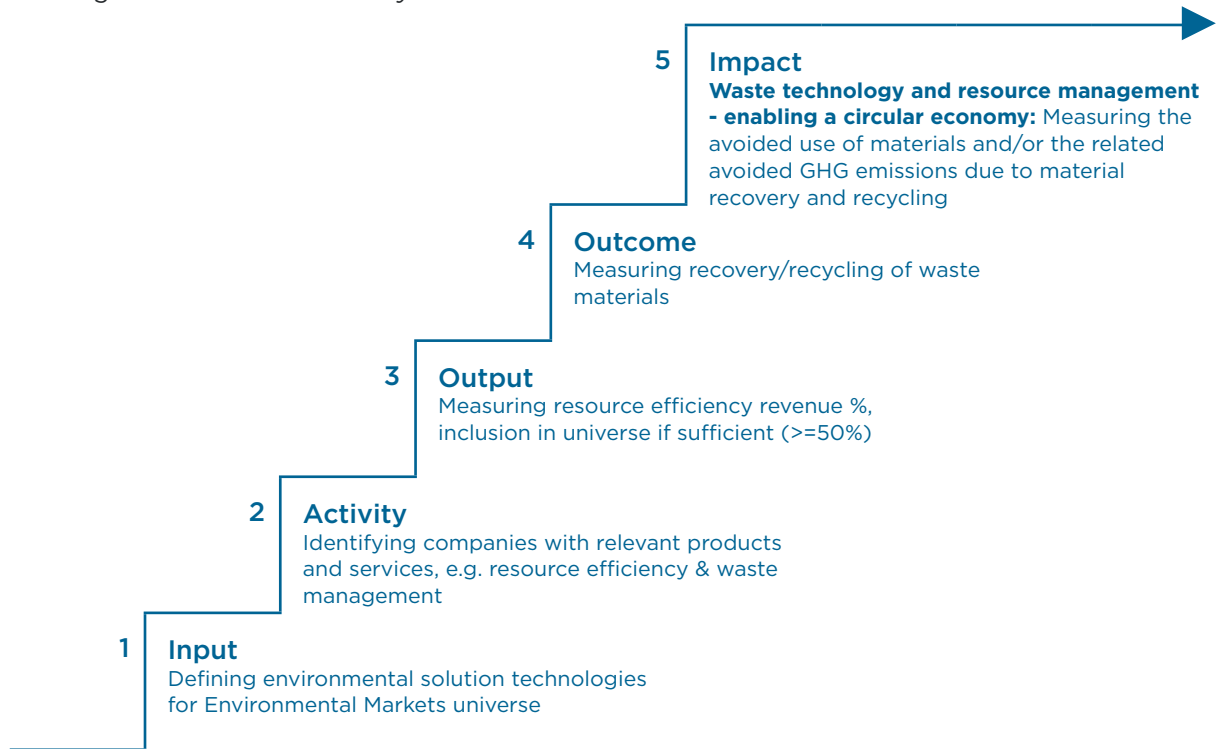 5
Impact
Waste technology and resource management
- enabling a circular economy: Measuring the
avoided use of materials and/or the related
avoided GHG emissions due to material
recovery and recycling
4
Outcome
Measuring recovery/recycling of waste
materials
3
Output
Measuring resource efficiency revenue %,
inclusion in universe if sufficient (>=50%)
2
Activity
Identifying companies with relevant products
and services, e.g. resource efficiency & waste
management
1
Input
Defining environmental solution technologies
for Environmental Markets universe